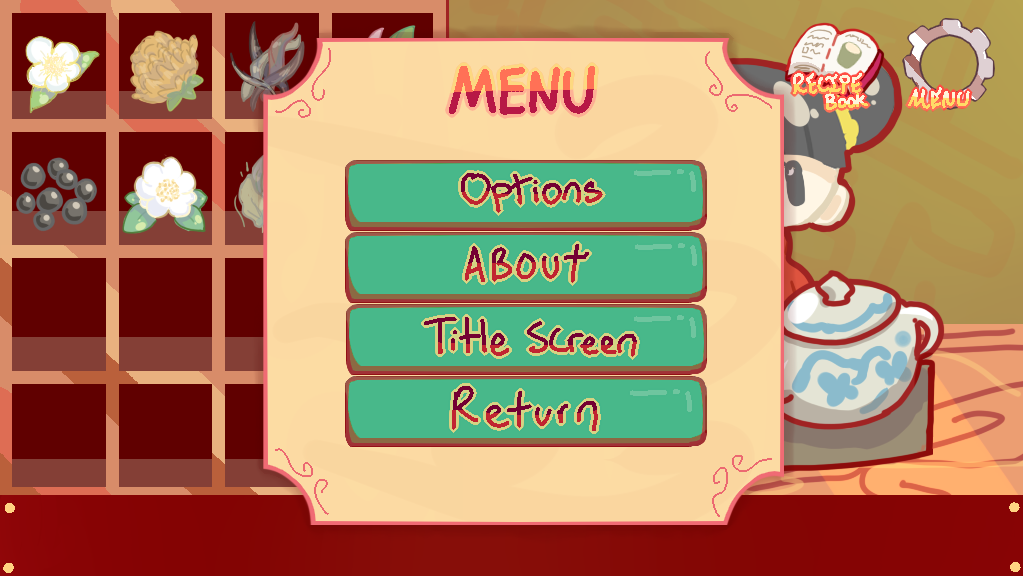 MENU
Options
ABOUT
Title Screen
Return
RECIPE
BOOK
MENU